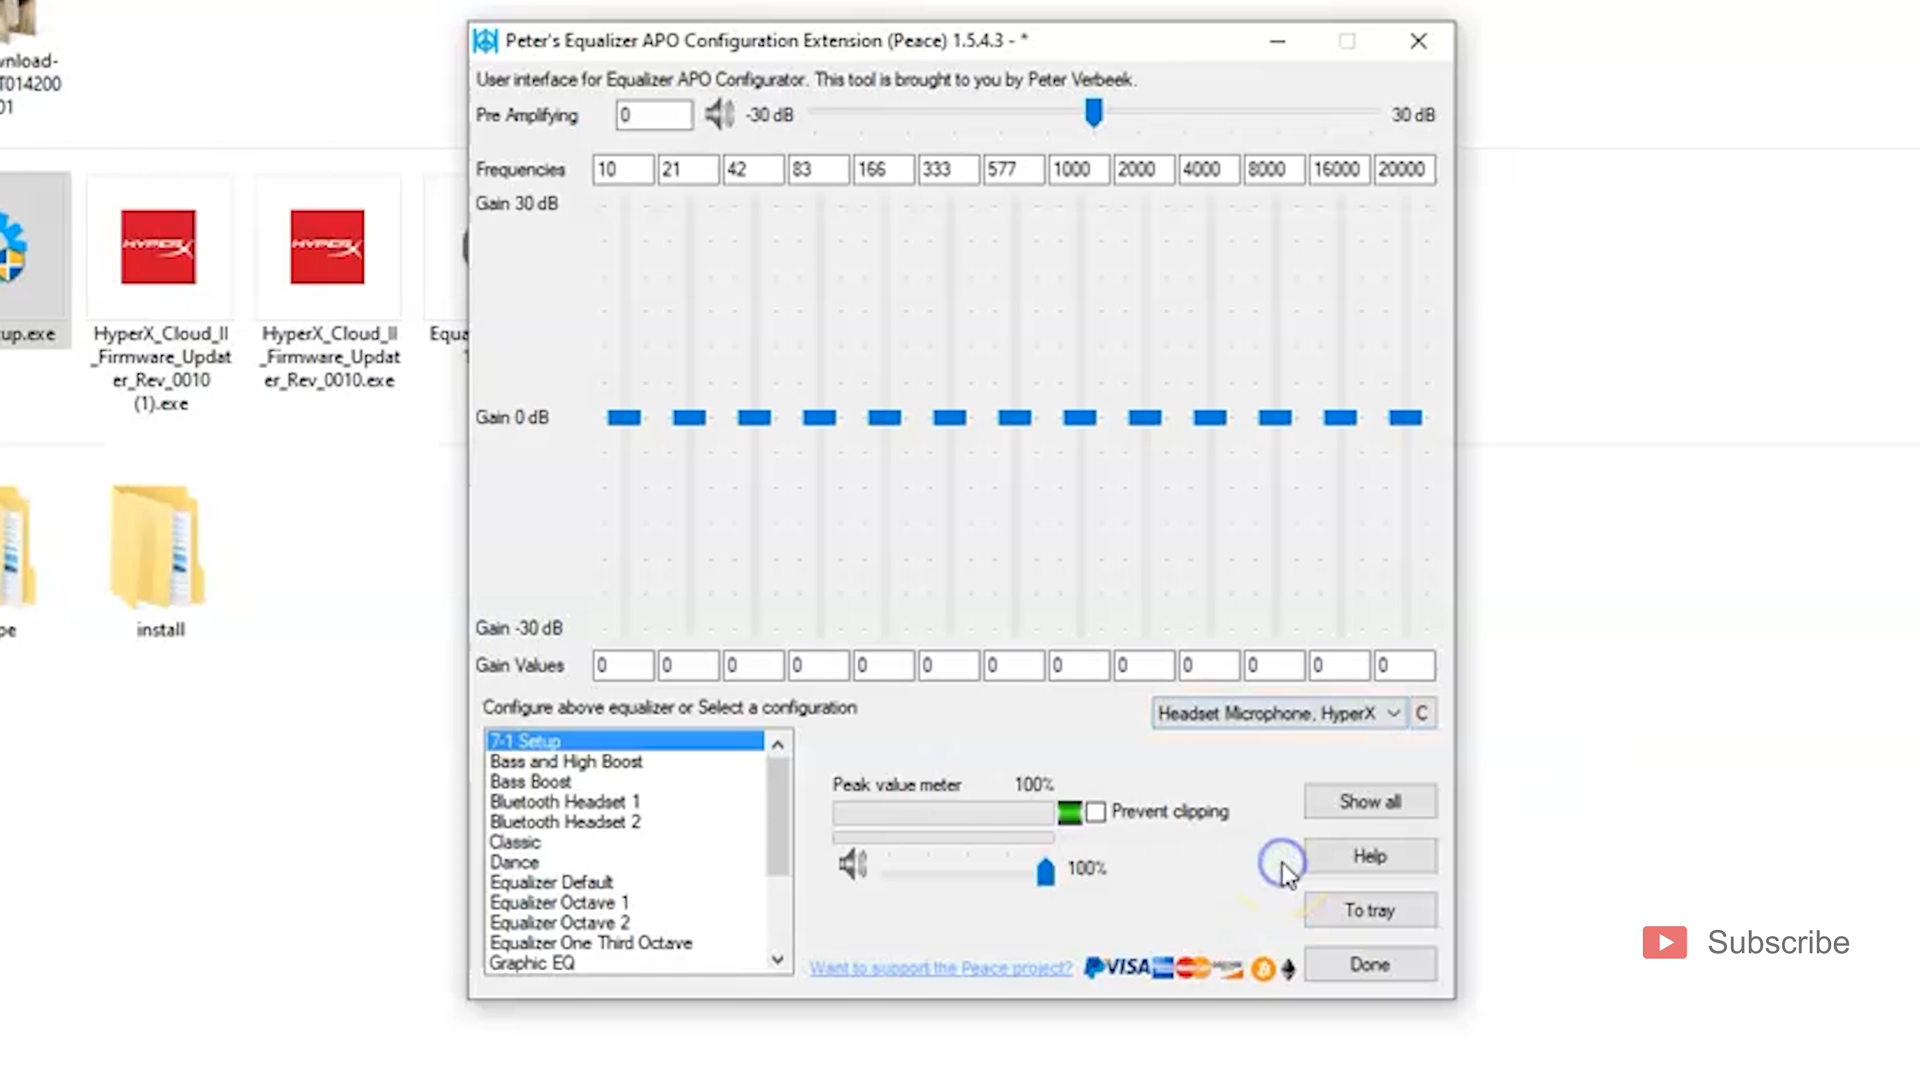 Peter's Equalizer APO Configuration Extension (Peace) 1.5.4.3 - *
User interface for Equalizer APO Configurator. This tool is brought to you by Peter Verbeek.
Pre Amplifying 0 -30 dB 30 dB
Frequencies 10 21 42 83 166 333 577 1000 2000 4000 8000 16000 20000
Gain 30 dB
Gain 0 dB
Gain -30 dB
Gain Values 0 0 0 0 0 0 0 0 0 0 0 0 0
Configure above equalizer or Select a configuration
Headset Microphone, HyperX C
7-1 Setup
Bass and High Boost
Bass Boost
Bluetooth Headset 1
Bluetooth Headset 2
Classic
Dance
Equalizer Default
Equalizer Octave 1
Equalizer Octave 2
Equalizer One Third Octave
Graphic EQ
Peak value meter 100%
Prevent clipping
100%
Show all
Help
To tray
Done
Want to support the Peace project?
VISA
wnload-
T014200
01
up.exe
HYPERX
HyperX_Cloud_II
_Firmware_Updat
er_Rev_0010
(1).exe
HYPERX
HyperX_Cloud_II
_Firmware_Updat
er_Rev_0010.exe
Equa
1
pe
install
Subscribe